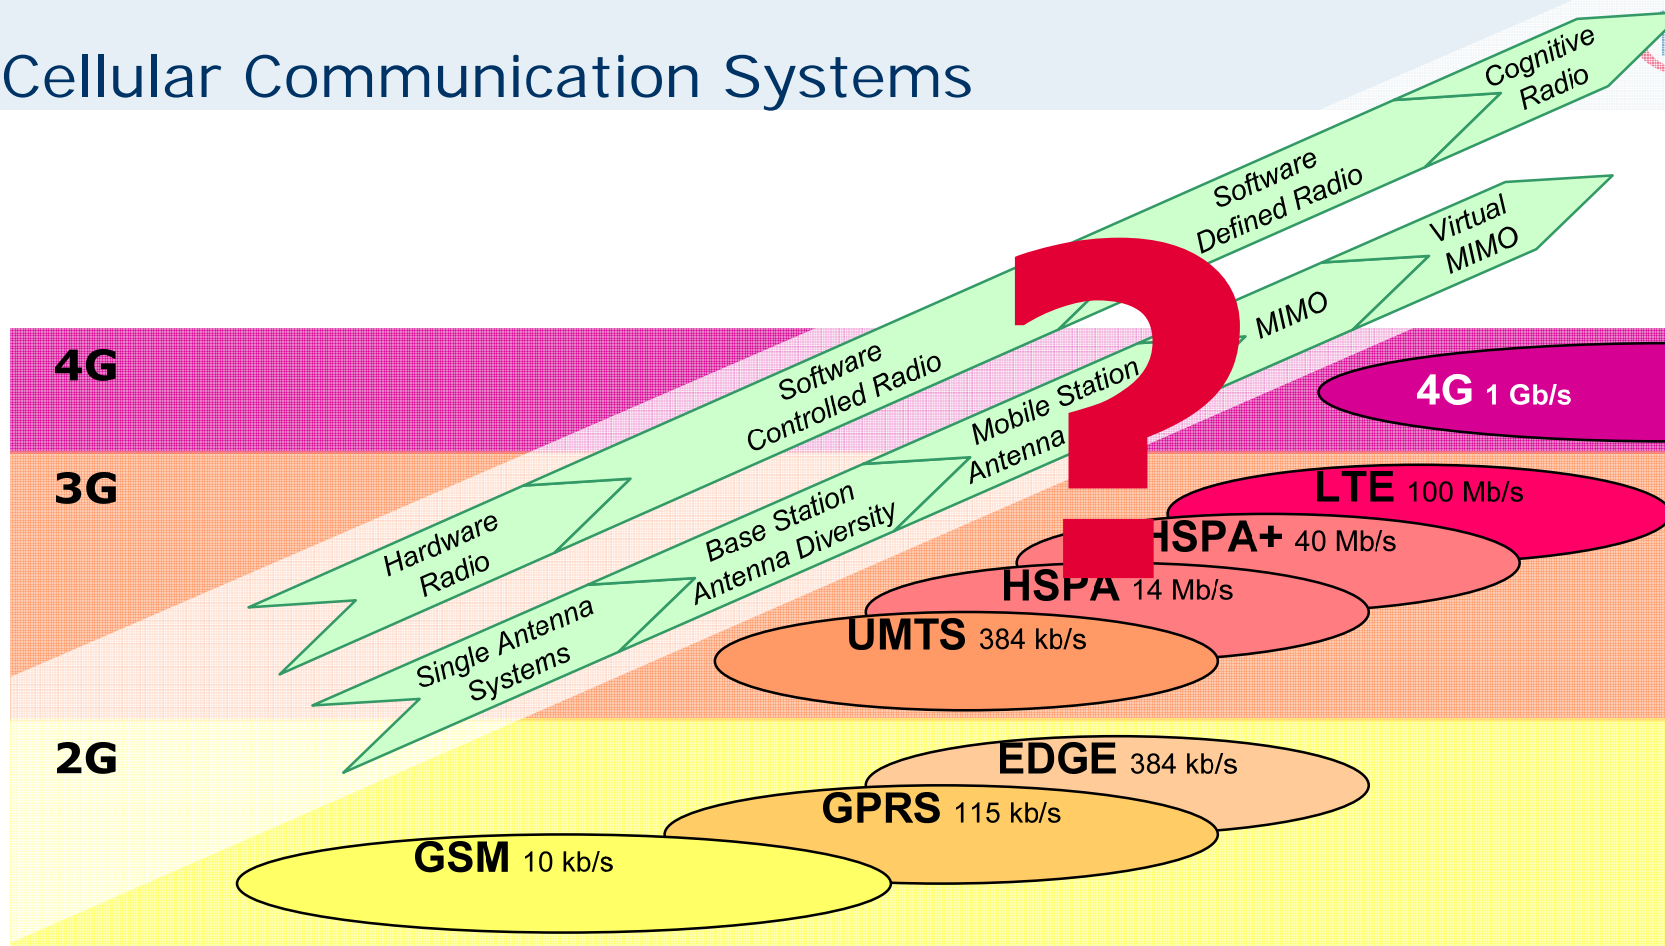 Cellular Communication Systems
Cognitive
Radio
Software
Defined Radio
Virtual
MIMO
MIMO
4G
Software
Controlled Radio
Mobile Station
Antenna
?
4G 1 Gb/s
3G
Hardware
Radio
Base Station
Antenna Diversity
Single Antenna
Systems
LTE 100 Mb/s
HSPA+ 40 Mb/s
HSPA 14 Mb/s
UMTS 384 kb/s
2G
EDGE 384 kb/s
GPRS 115 kb/s
GSM 10 kb/s